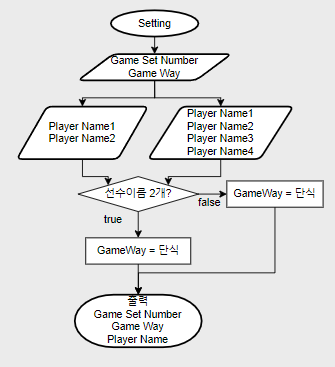 Setting
Game Set Number
Game Way
Player Name1
Player Name2
Player Name1
Player Name2
Player Name3
Player Name4
선수이름 2개?
false
true
GameWay = 단식
GameWay = 단식
출력
Game Set Number
Game Way
Player Name